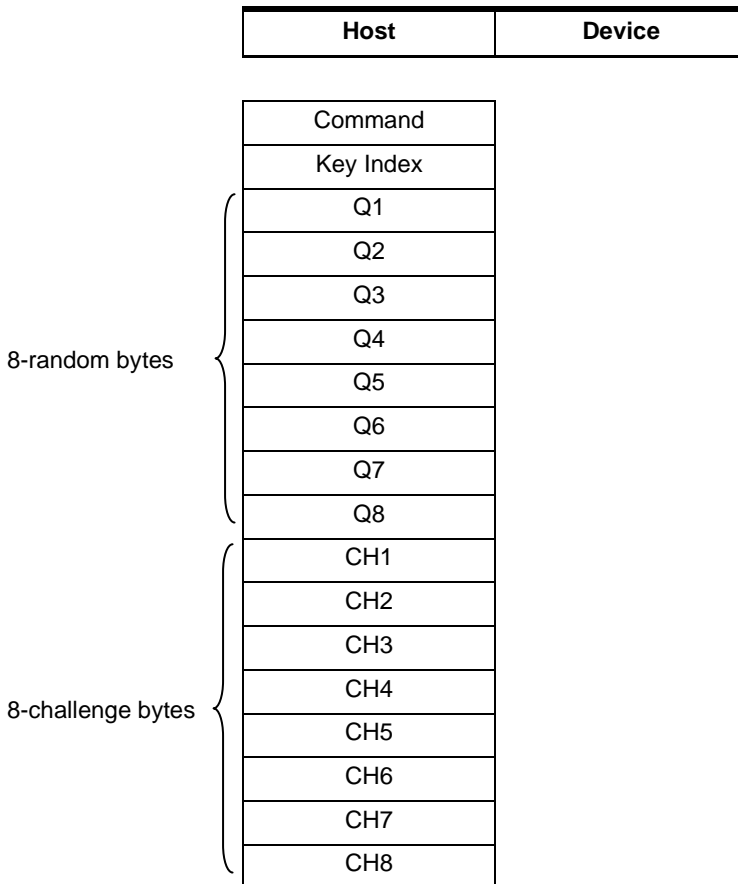 Host Device
Command
Key Index
Q1
Q2
Q3
Q4
8-random bytes
Q5
Q6
Q7
Q8
CH1
CH2
CH3
CH4
8-challenge bytes
CH5
CH6
CH7
CH8